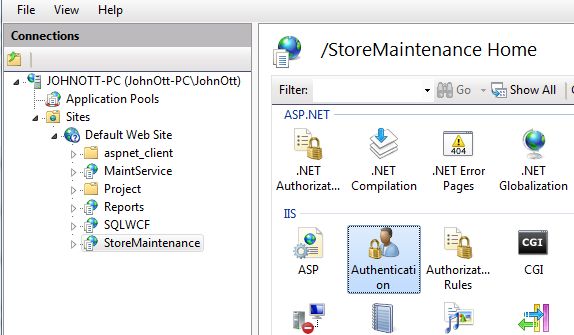 File View Help
Connections
JOHNOTT-PC (JohnOtt-PC\JohnOtt)
Application Pools
Sites
Default Web Site
aspnet_client
MaintService
Project
Reports
SQLWCF
StoreMaintenance
/StoreMaintenance Home
Filter: Go Show All
ASP.NET
.NET Authorizat...
.NET Compilation
404
.NET Error Pages
.NET Globalization
IIS
ASP
Authentication
Authorizat... Rules
CGI
CGI